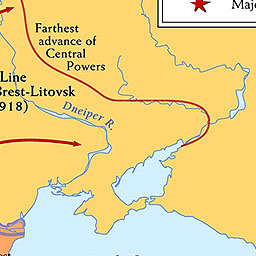 Majo
Farthest
advance of
Central
Powers
Line
Brest-Litovsk
918)
Dneiper R.